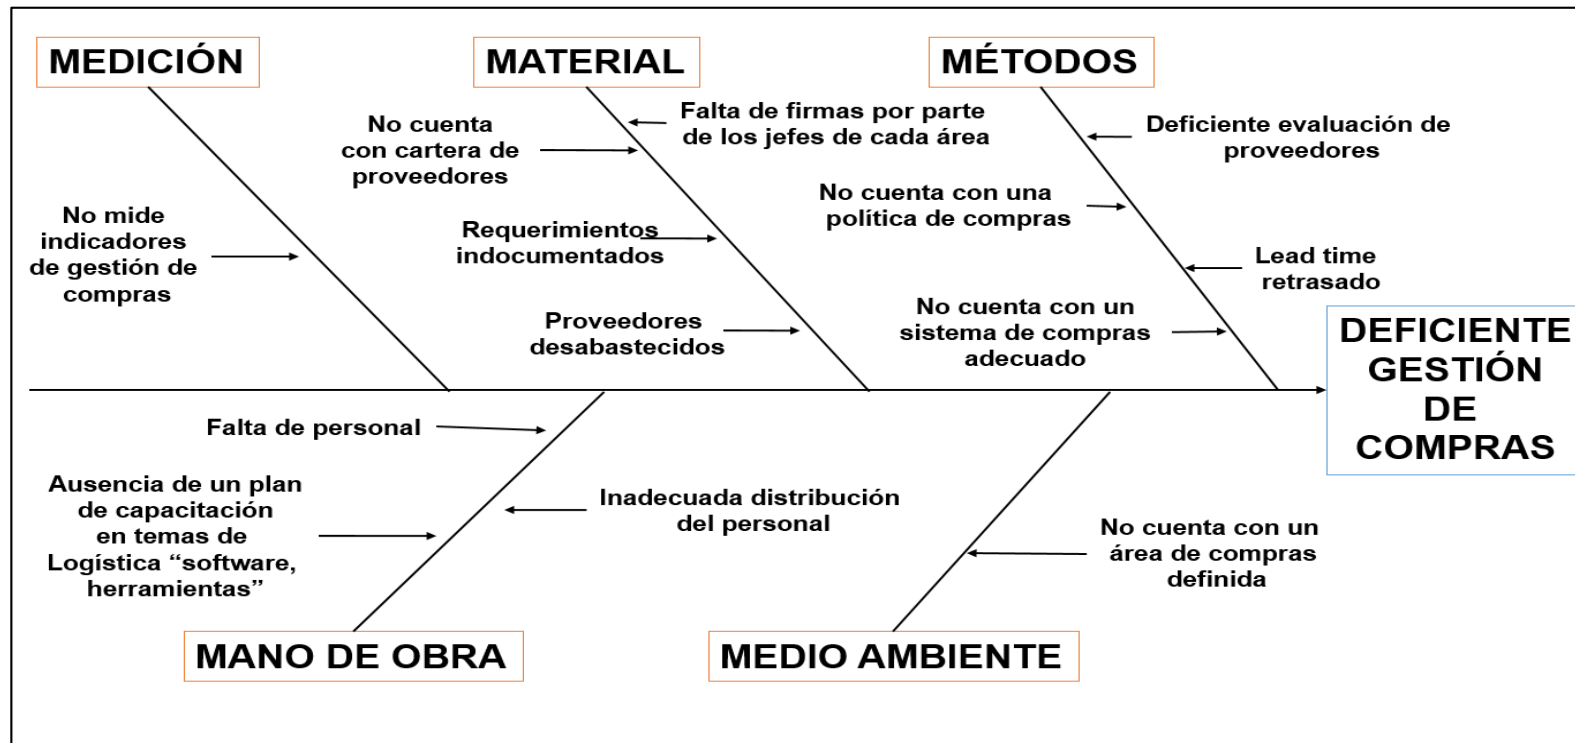 MEDICIÓN
No mide
indicadores
de gestión de
compras
MATERIAL
Falta de firmas por parte
de los jefes de cada área
No cuenta
con cartera de
proveedores
Requerimientos
indocumentados
Proveedores
desabastecidos
MÉTODOS
Deficiente evaluación de
proveedores
No cuenta con una
política de compras
Lead time
retrasado
No cuenta con un
sistema de compras
adecuado
DEFICIENTE
GESTIÓN
DE
COMPRAS
Falta de personal
Ausencia de un plan
de capacitación
en temas de
Logística “software,
herramientas”
Inadecuada distribución
del personal
MANO DE OBRA
No cuenta con un
área de compras
definida
MEDIO AMBIENTE